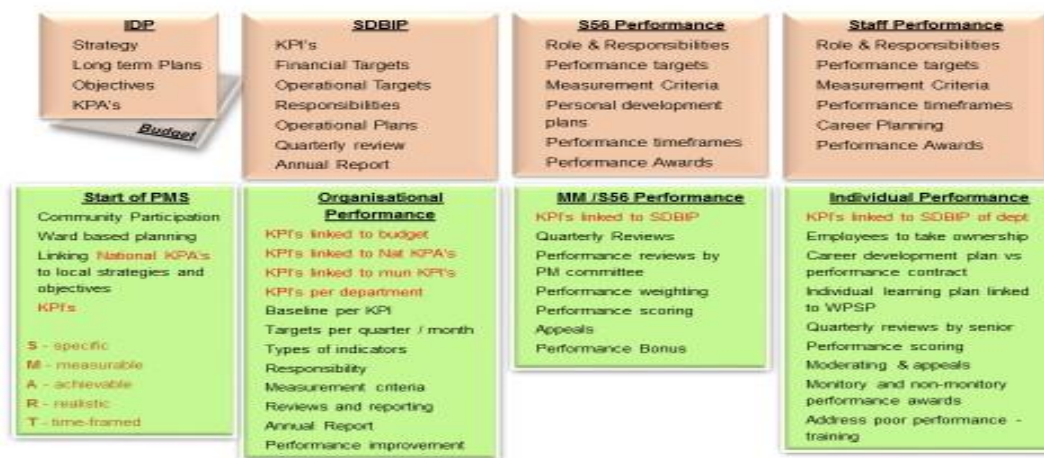 IDP
Strategy
Long term Plans
Objectives
KPA's
Budget
SDBIP
KPI's
Financial Targets
Operational Targets
Responsibilities
Operational Plans
Quarterly review
Annual Report
S56 Performance
Role & Responsibilities
Performance targets
Measurement Criteria
Personal development
plans
Performance timeframes
Performance Awards
Staff Performance
Role & Responsibilities
Performance targets
Measurement Criteria
Performance timeframes
Career Planning
Performance Awards
Start of PMS
Community Participation
Ward based planning
Linking National KPA's
to local strategies and
objectives
KPI's
S - specific
M - measurable
A - achievable
R - realistic
T - time-framed
Organisational
Performance
KPI's linked to budget
KPI's linked to Nat KPA's
KPI's linked to mun KPI's
KPI's per department
Baseline per KPI
Targets per quarter / month
Types of indicators
Responsibility
Measurement criteria
Reviews and reporting
Annual Report
Performance improvement
MM /S56 Performance
KPI's linked to SDBIP
Quarterly Reviews
Performance reviews by
PM committee
Performance weighting
Performance scoring
Appeals
Performance Bonus
Individual Performance
KPI's linked to SDBIP of dept
Employees to take ownership
Career development plan vs
performance contract
Individual learning plan linked
to WPSP
Quarterly reviews by senior
Performance scoring
Moderating & appeals
Monitory and non-monitory
performance awards
Address poor performance -
training